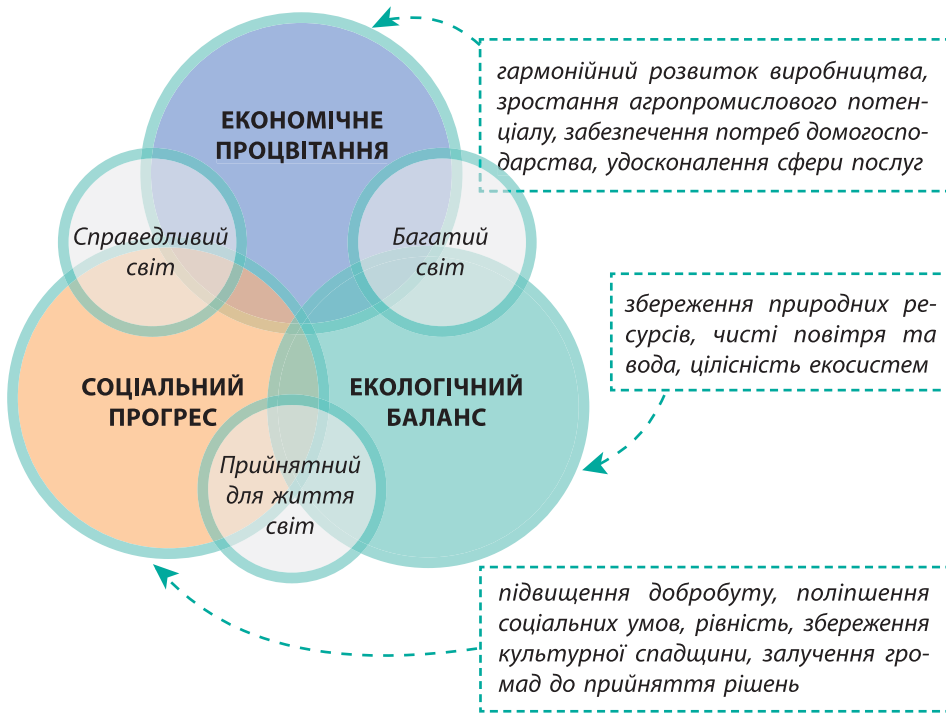 ЕКОНОМІЧНЕ
ПРОЦВІТАННЯ
гармонійний розвиток виробництва,
зростання агропромислового потен-
ціалу, забезпечення потреб домогоспо-
дарства, удосконалення сфери послуг
Справедливий
світ
Багатий
світ
збереження природних ре-
сурсів, чисті повітря та
вода, цілісність екосистем
СОЦІАЛЬНИЙ
ПРОГРЕС
ЕКОЛОГІЧНИЙ
БАЛАНС
Прийнятний
для життя
світ
підвищення добробуту, поліпшення
соціальних умов, рівність, збереження
культурної спадщини, залучення гро-
мад до прийняття рішень